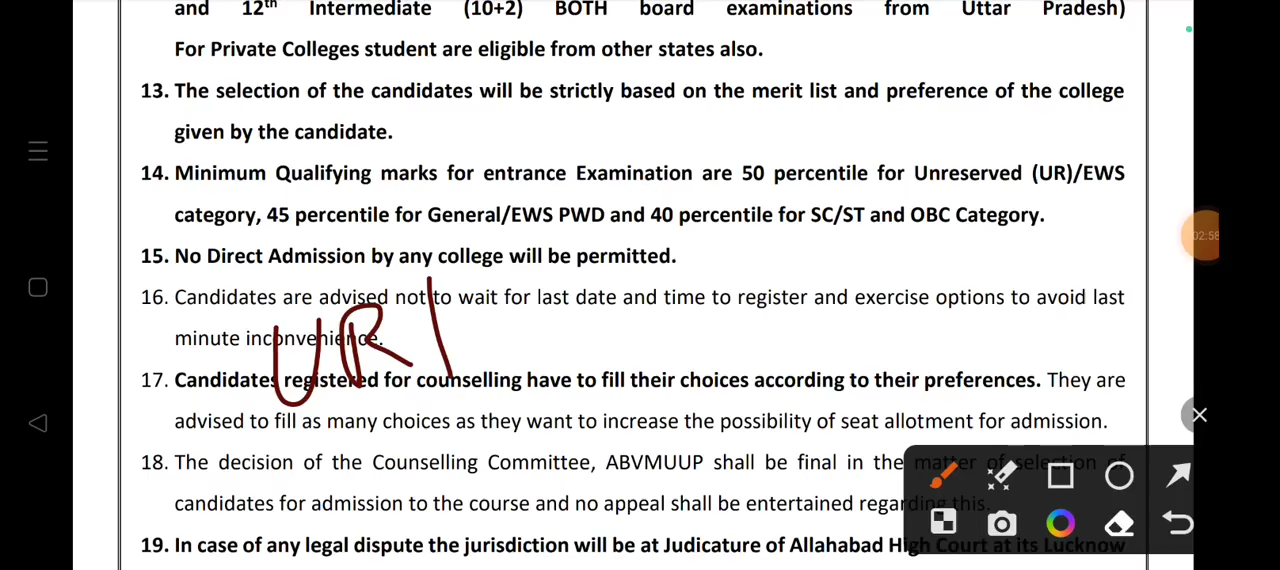 and 12th Intermediate (10+2) BOTH board examinations from Uttar Pradesh)
For Private Colleges student are eligible from other states also.
13. The selection of the candidates will be strictly based on the merit list and preference of the college
given by the candidate.
14. Minimum Qualifying marks for entrance Examination are 50 percentile for Unreserved (UR)/EWS
category, 45 percentile for General/EWS PWD and 40 percentile for SC/ST and OBC Category.
02:58
15. No Direct Admission by any college will be permitted.
16. Candidates are advised not to wait for last date and time to register and exercise options to avoid last
minute inconvenience.
UR
17. Candidates registered for counselling have to fill their choices according to their preferences. They are
advised to fill as many choices as they want to increase the possibility of seat allotment for admission.
18. The decision of the Counselling Committee, ABVMUUP shall be final in the matter of selection of
candidates for admission to the course and no appeal shall be entertained regarding this.
19. In case of any legal dispute the jurisdiction will be at Judicature of Allahabad High Court at its Lucknow